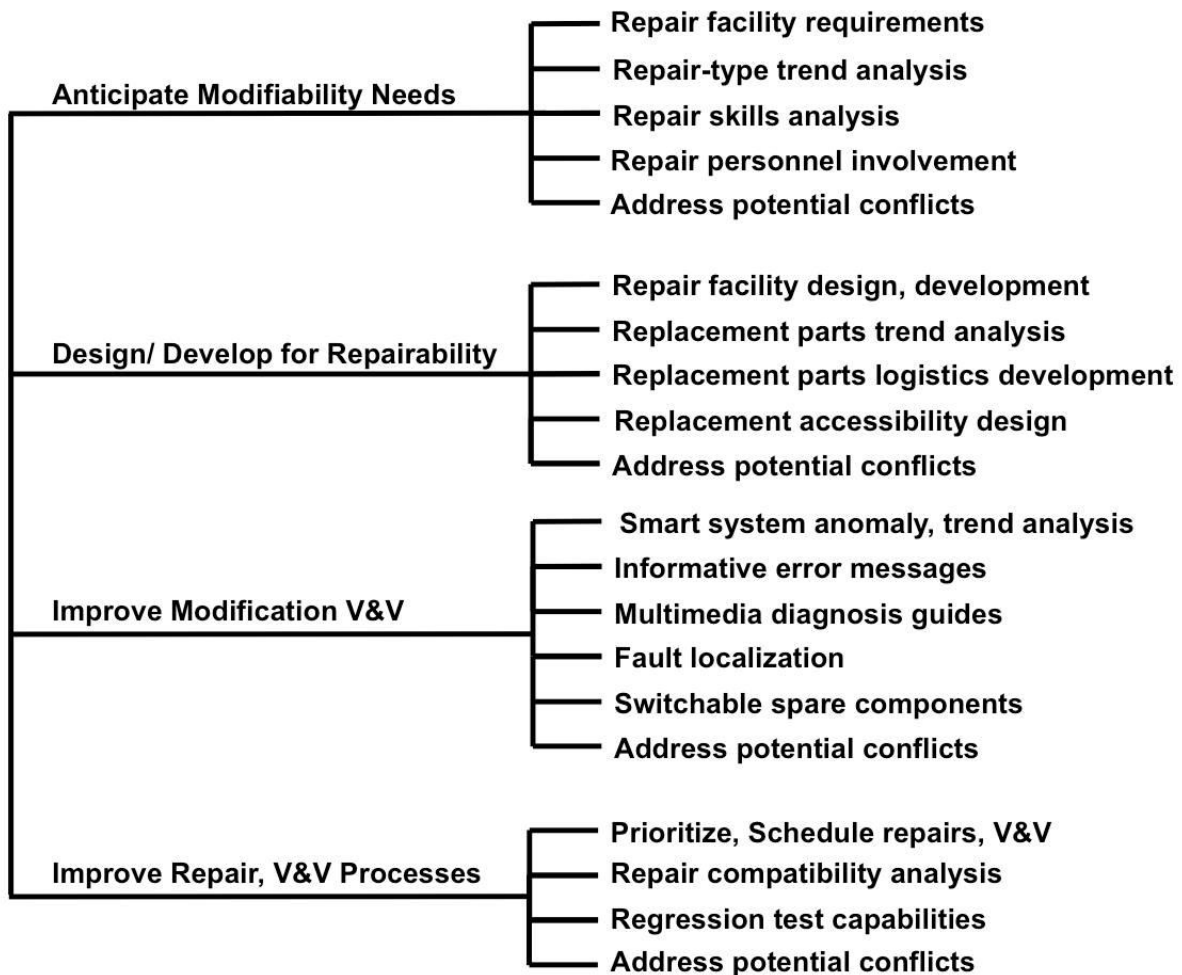 Anticipate Modifiability Needs
Repair facility requirements
Repair-type trend analysis
Repair skills analysis
Repair personnel involvement
Address potential conflicts
Design/ Develop for Repairability
Repair facility design, development
Replacement parts trend analysis
Replacement parts logistics development
Replacement accessibility design
Address potential conflicts
Improve Modification V&V
Smart system anomaly, trend analysis
Informative error messages
Multimedia diagnosis guides
Fault localization
Switchable spare components
Address potential conflicts
Improve Repair, V&V Processes
Prioritize, Schedule repairs, V&V
Repair compatibility analysis
Regression test capabilities
Address potential conflicts